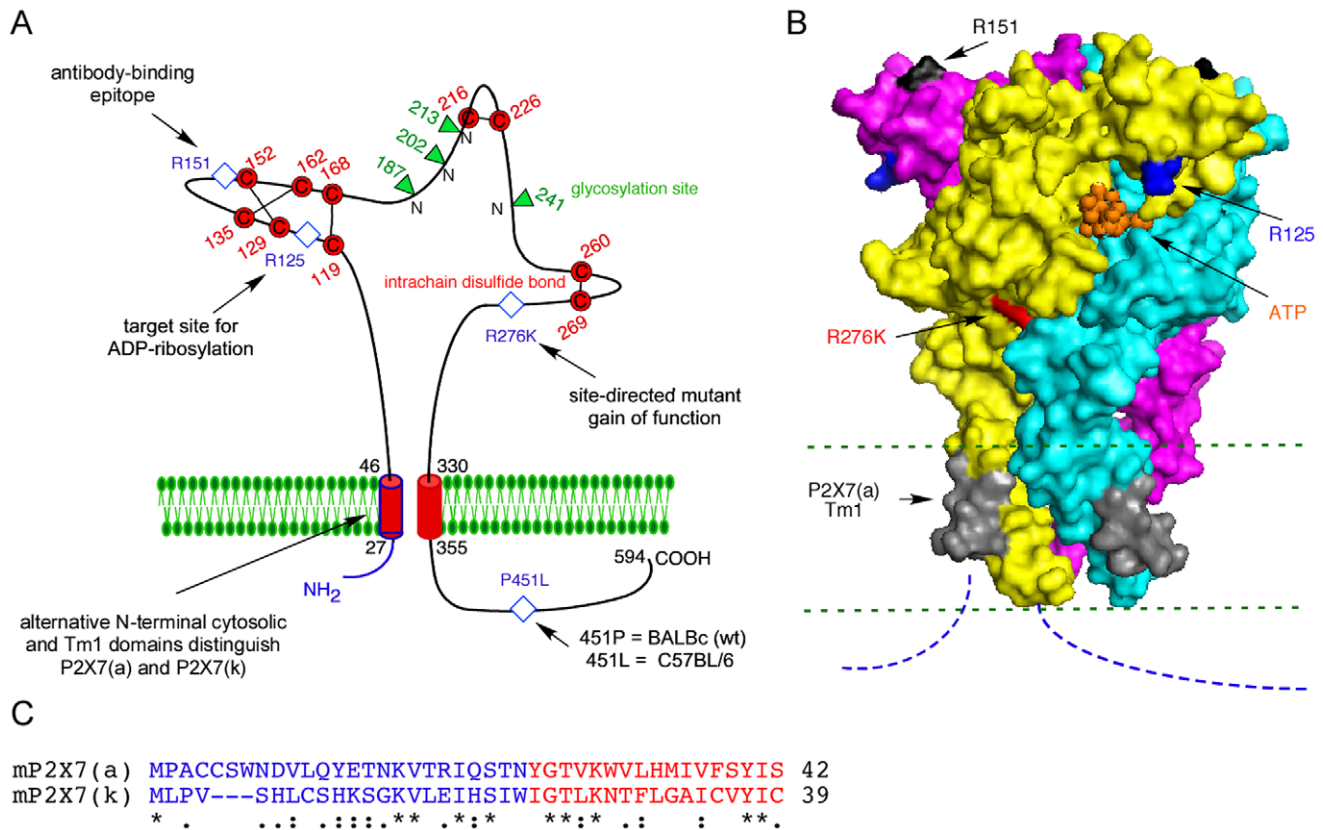 A
antibody-binding
epitope
R151
152
162
168
135
129
R125
119
target site for
ADP-ribosylation
187
202
213
216
226
C
C
C
C
C
C
C
C
C
C
N
N
N
N
241
glycosylation site
260
intrachain disulfide bond
269
R276K
site-directed mutant
gain of function
46
330
27
355
NH2
594
COOH
P451L
alternative N-terminal cytosolic
and Tm1 domains distinguish
P2X7(a) and P2X7(k)
451P = BALBc (wt)
451L = C57BL/6
B
R151
R125
ATP
R276K
P2X7(a)
Tm1
C
mP2X7(a) MPACCSWNDVLQYETNKVTRIQSTNYGTVKWVLHMIVFSYIS 42
mP2X7(k) MLPV---SHLCSHKSGKVLEIHSIWIGTLKNTFLGAICVYIC 39
* . ..: :::.** .*:* **:* .: : **.